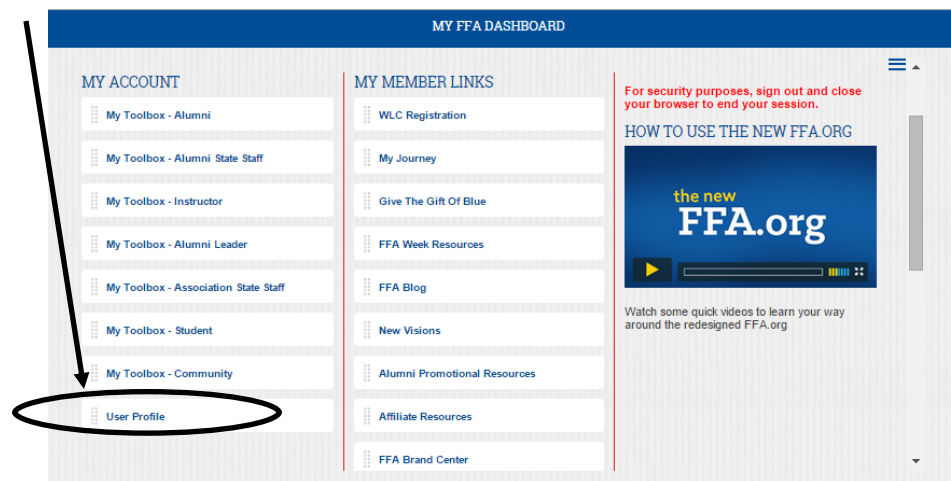 MY FFA DASHBOARD
MY ACCOUNT
My Toolbox - Alumni
My Toolbox - Alumni State Staff
My Toolbox - Instructor
My Toolbox - Alumni Leader
My Toolbox - Association State Staff
My Toolbox - Student
My Toolbox - Community
User Profile
MY MEMBER LINKS
WLC Registration
My Journey
Give The Gift Of Blue
FFA Week Resources
FFA Blog
New Visions
Alumni Promotional Resources
Affiliate Resources
FFA Brand Center
For security purposes, sign out and close
your browser to end your session.
HOW TO USE THE NEW FFA.ORG
the new
FFA.org
Watch some quick videos to learn your way
around the redesigned FFA.org